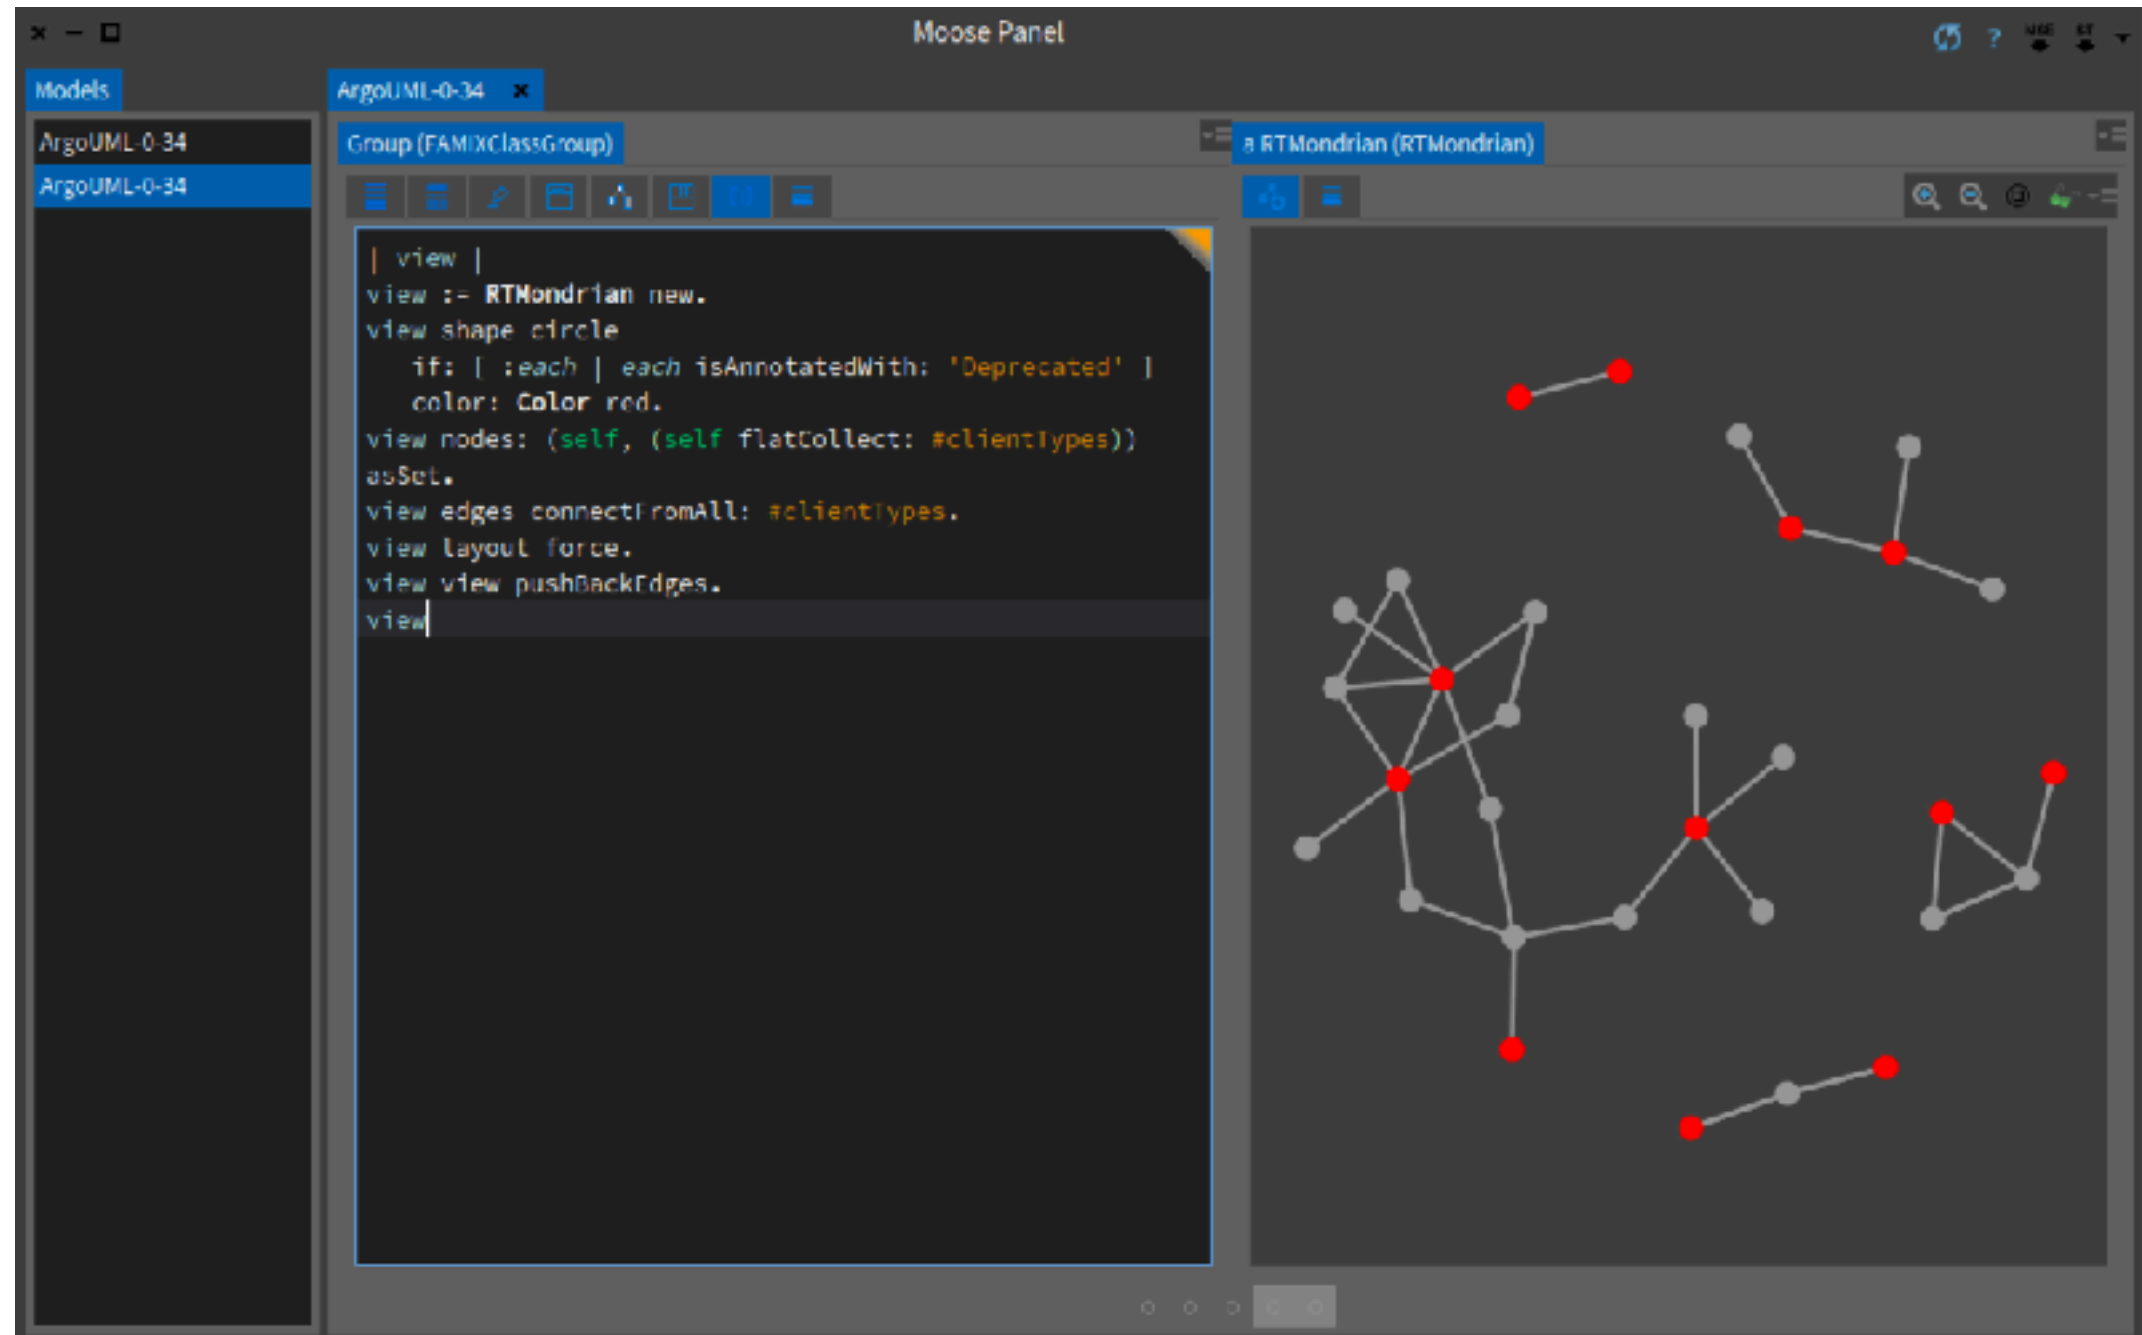 Moose Panel
? MSE ST
Models
ArgoUML-0-34
ArgoUML-0-34
ArgoUML-0-34
Group (FAMIXClassGroup)
a RTMondrian (RTMondrian)
| view |
view := RTMondrian new.
view shape circle
if: [ :each | each isAnnotatedWith: 'Deprecated' ]
color: Color red.
view nodes: (self, (self flatCollect: #clientTypes))
asSet.
view edges connectFromAll: #clientTypes.
view layout force.
view view pushBackEdges.
view